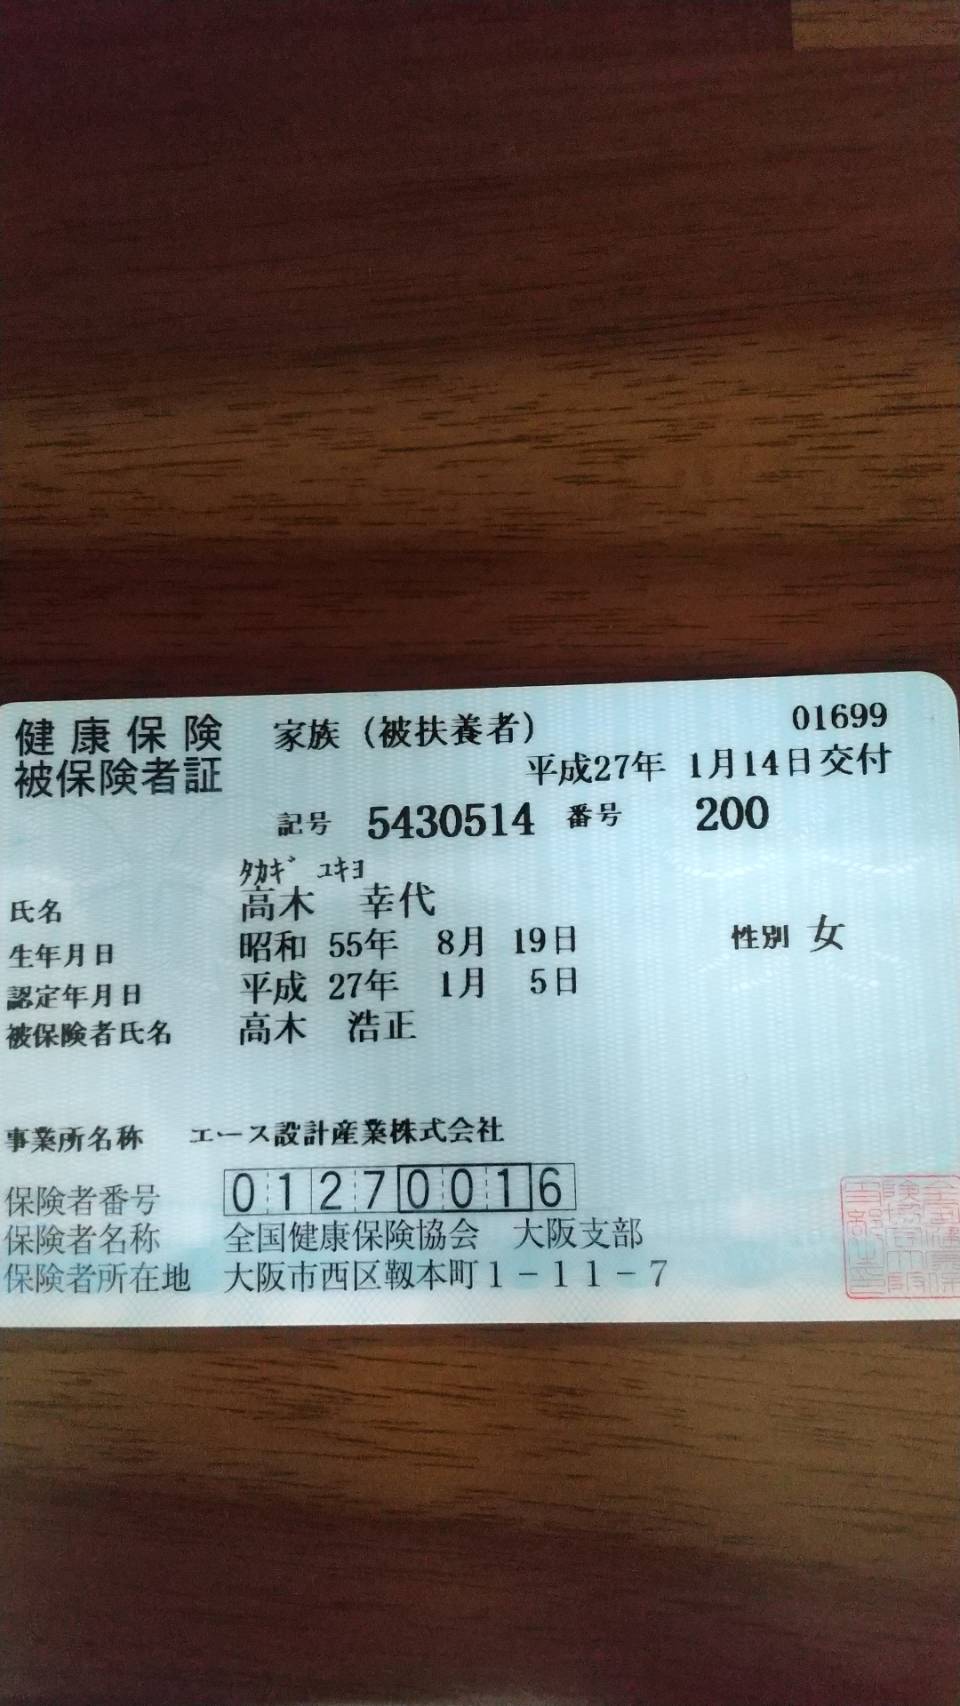 健康保険 家族（被扶養者） 01699
被保険者証 平成27年 1月14日交付
記号 5430514 番号 200
ﾀｶｷﾞ ﾕｷﾖ
氏名 高木 幸代
生年月日 昭和 55年 8月 19日 性別 女
認定年月日 平成 27年 1月 5日
被保険者氏名 高木 浩正
事業所名称 エース設計産業株式会社
保険者番号 01270016
保険者名称 全国健康保険協会 大阪支部
保険者所在地 大阪市西区靱本町１－１１－７